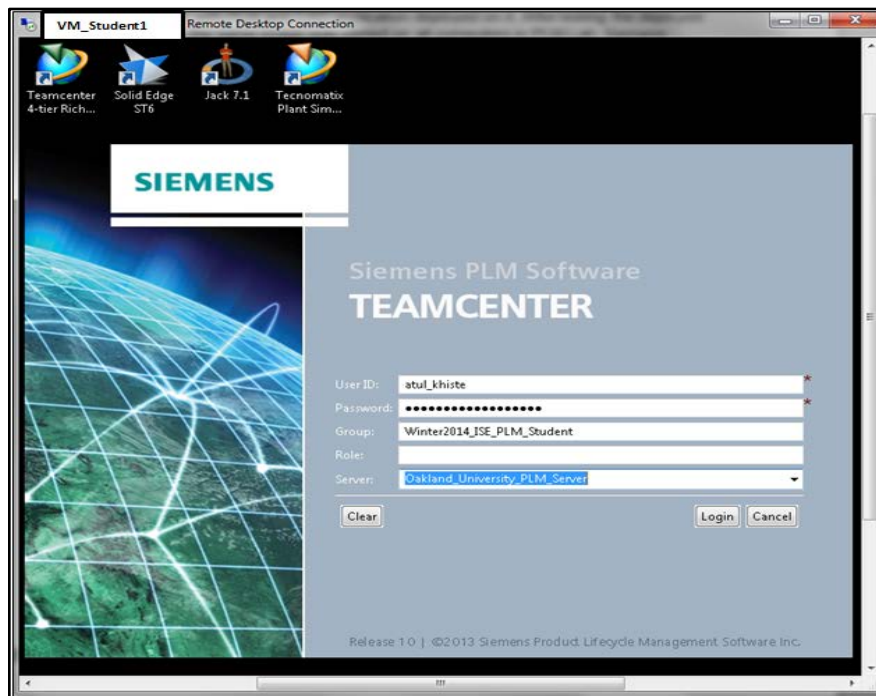 VM_Student1 Remote Desktop Connection
Teamcenter 4-tier Rich...
Solid Edge ST6
Jack 7.1
Tecnomatix Plant Sim...
SIEMENS
Siemens PLM Software
TEAMCENTER
User ID: atul_khiste
Password: ••••••••••••••••••
Group: Winter2014_ISE_PLM_Student
Role:
Server: Oakland_University_PLM_Server
Clear Login Cancel
Release 10 | ©2013 Siemens Product Lifecycle Management Software Inc.